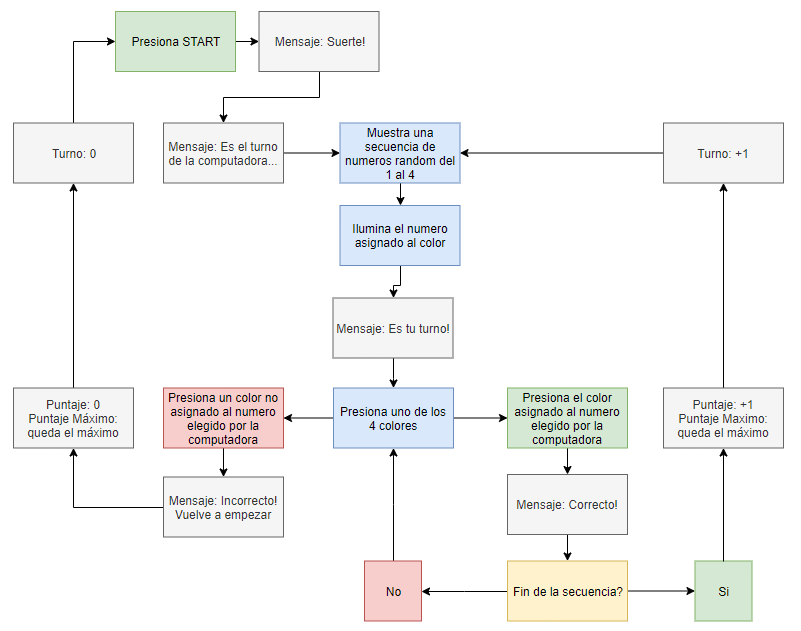 Presiona START
Mensaje: Suerte!
Turno: 0
Mensaje: Es el turno
de la computadora...
Muestra una
secuencia de
numeros random del
1 al 4
Turno: +1
Ilumina el numero
asignado al color
Mensaje: Es tu turno!
Puntaje: 0
Puntaje Máximo:
queda el máximo
Presiona un color no
asignado al numero
elegido por la
computadora
Presiona uno de los
4 colores
Presiona el color
asignado al numero
elegido por la
computadora
Puntaje: +1
Puntaje Maximo:
queda el máximo
Mensaje: Incorrecto!
Vuelve a empezar
Mensaje: Correcto!
No
Fin de la secuencia?
Si